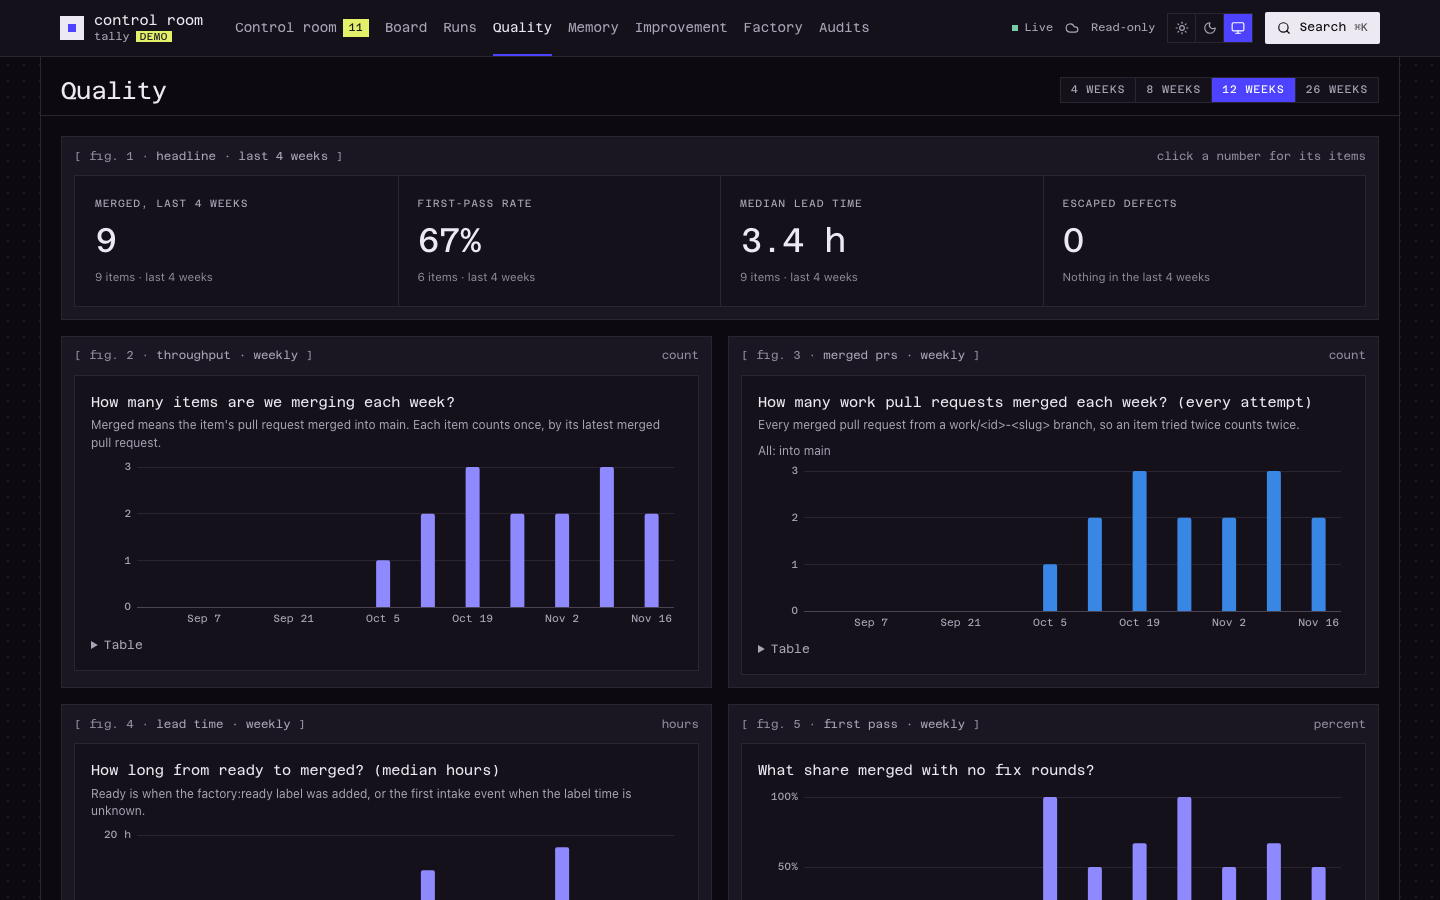 control room
tally DEMO
Control room 11 Board Runs Quality Memory Improvement Factory Audits
Live Read-only
Search ⌘K
Quality
4 WEEKS 8 WEEKS 12 WEEKS 26 WEEKS
[ fig. 1 · headline · last 4 weeks ]
click a number for its items
MERGED, LAST 4 WEEKS
9
9 items · last 4 weeks
FIRST-PASS RATE
67%
6 items · last 4 weeks
MEDIAN LEAD TIME
3.4 h
9 items · last 4 weeks
ESCAPED DEFECTS
0
Nothing in the last 4 weeks
[ fig. 2 · throughput · weekly ]
count
How many items are we merging each week?
Merged means the item's pull request merged into main. Each item counts once, by its latest merged
pull request.
3
2
1
0
Sep 7 Sep 21 Oct 5 Oct 19 Nov 2 Nov 16
Table
[ fig. 3 · merged prs · weekly ]
count
How many work pull requests merged each week? (every attempt)
Every merged pull request from a work/<id>-<slug> branch, so an item tried twice counts twice.
All: into main
3
2
1
0
Sep 7 Sep 21 Oct 5 Oct 19 Nov 2 Nov 16
Table
[ fig. 4 · lead time · weekly ]
hours
How long from ready to merged? (median hours)
Ready is when the factory:ready label was added, or the first intake event when the label time is
unknown.
20 h
[ fig. 5 · first pass · weekly ]
percent
What share merged with no fix rounds?
100%
50%